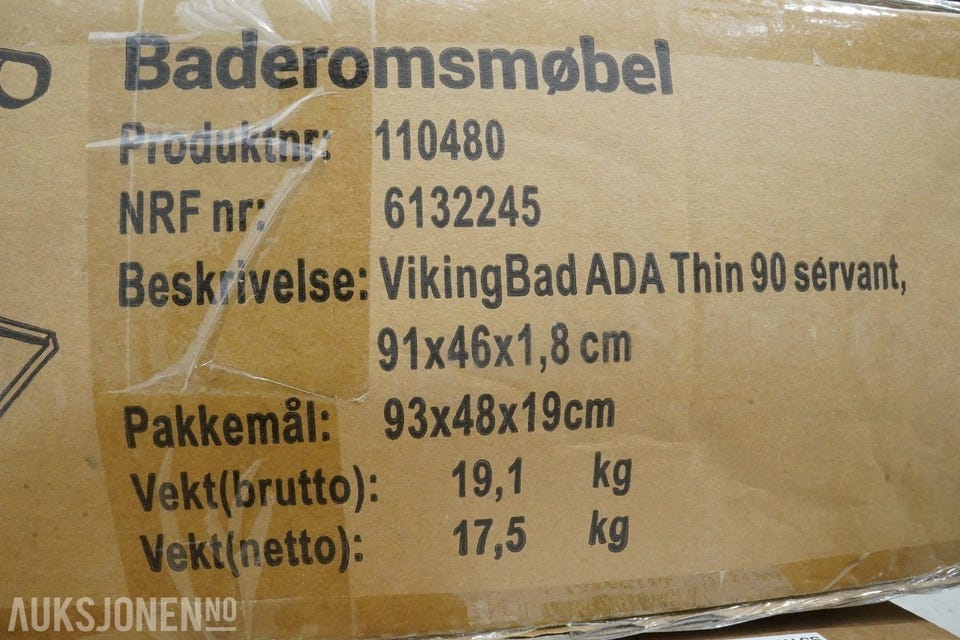 Baderomsmøbel
Produktnr: 110480
NRF nr: 6132245
Beskrivelse: VikingBad ADA Thin 90 sérvant,
91x46x1,8 cm
Pakkemål: 93x48x19cm
Vekt(brutto): 19,1 kg
Vekt(netto): 17,5 kg
AUKSJONEN.NO